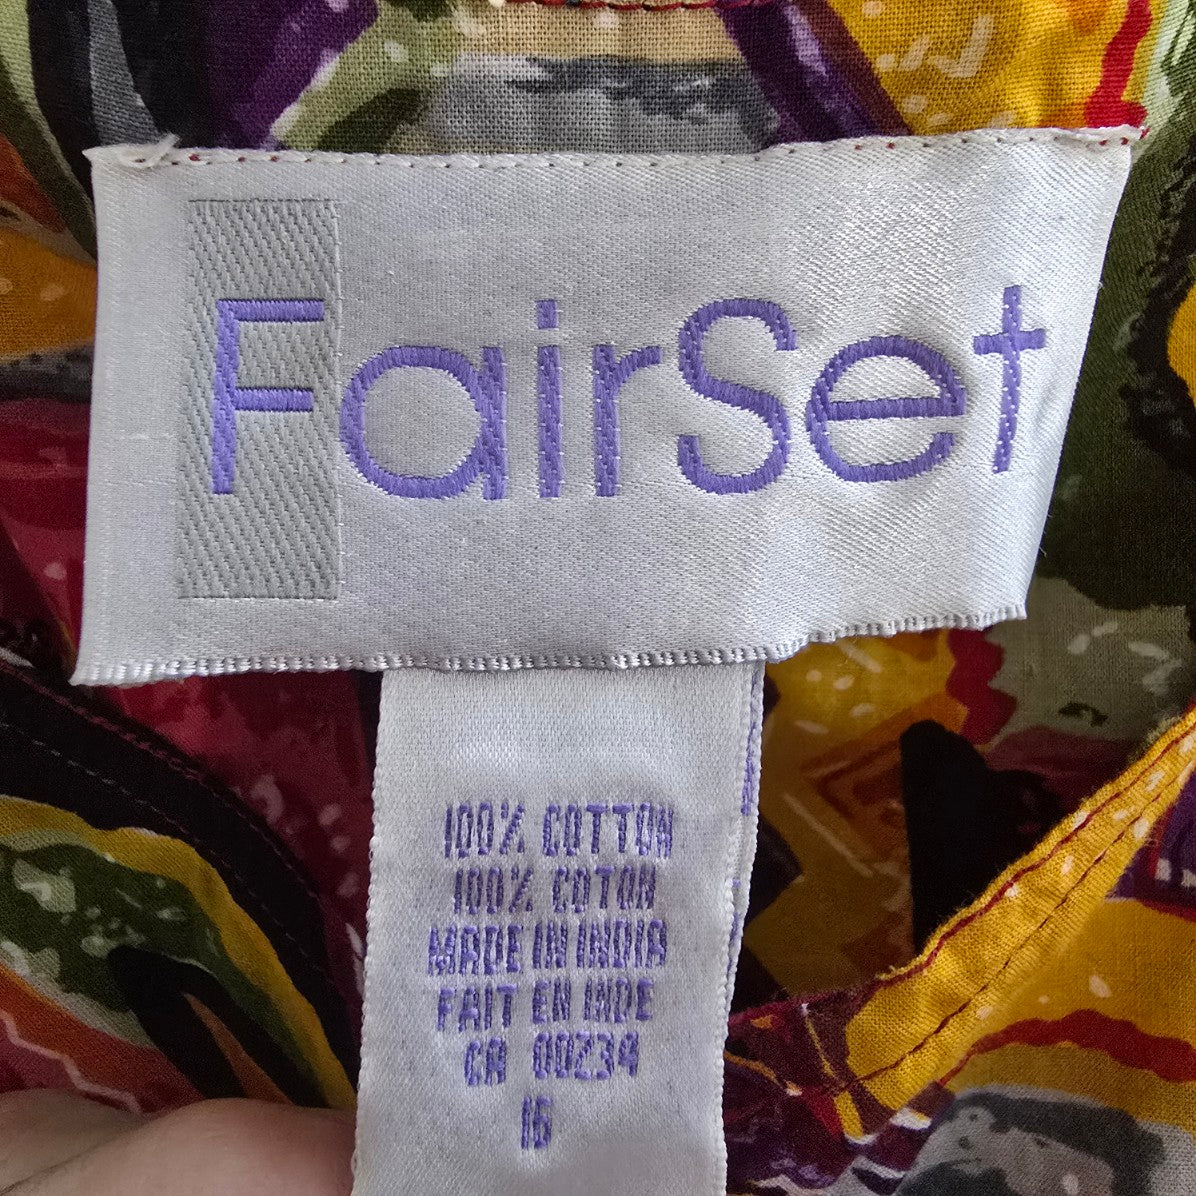 FairSet
100% COTTON
100% COTON
MADE IN INDIA
FAIT EN INDE
CA 00234
16